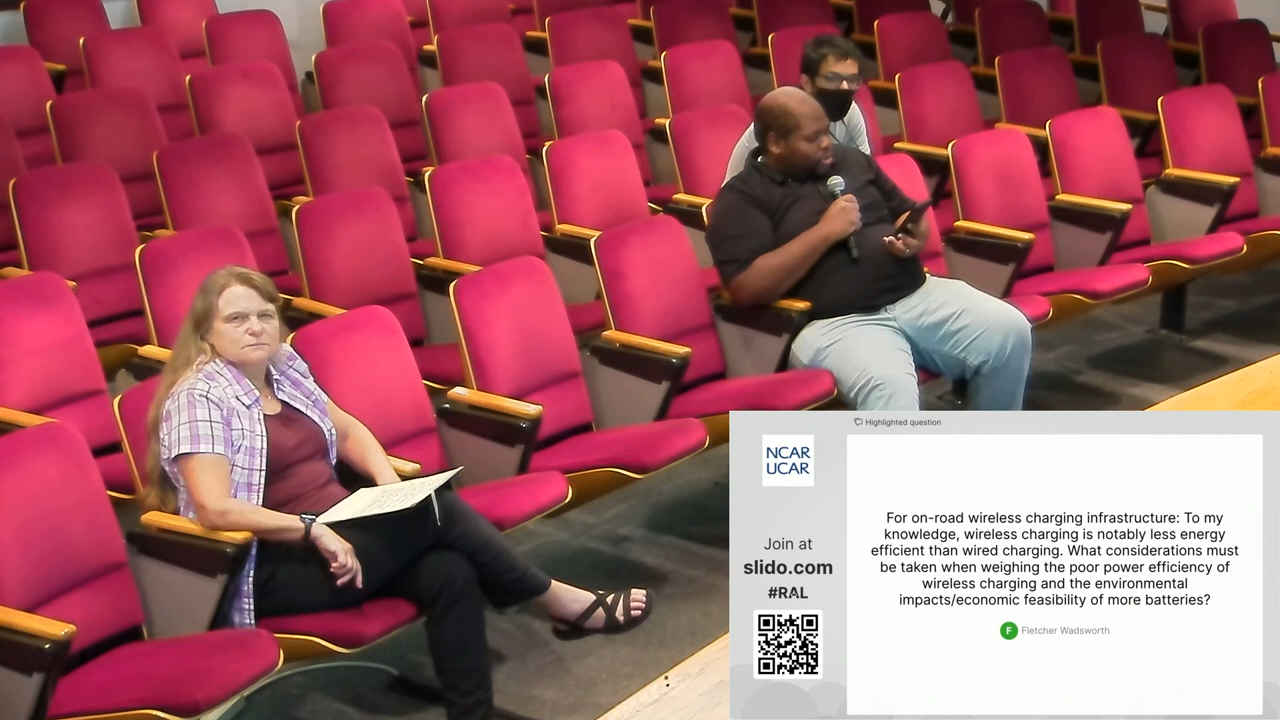 Highlighted question
NCAR
UCAR
Join at
slido.com
#RAL
For on-road wireless charging infrastructure: To my
knowledge, wireless charging is notably less energy
efficient than wired charging. What considerations must
be taken when weighing the poor power efficiency of
wireless charging and the environmental
impacts/economic feasibility of more batteries?
F Fletcher Wadsworth